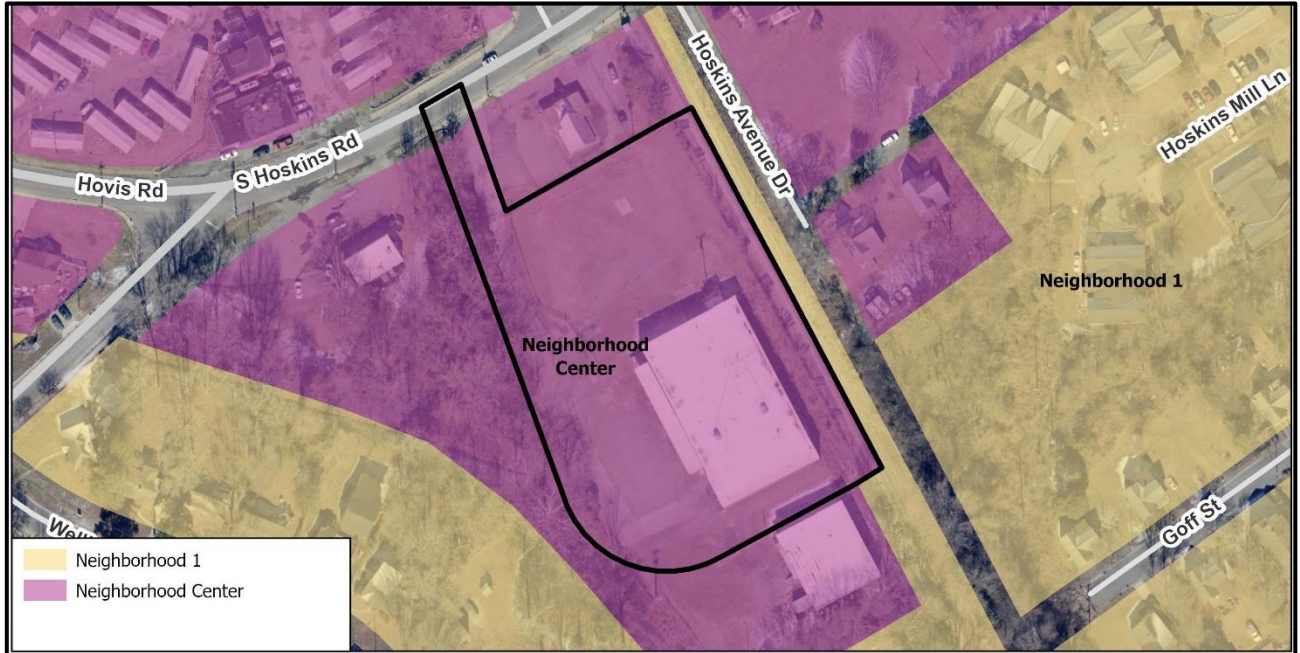 Hovis Rd
S Hoskins Rd
Hoskins Avenue Dr
Hoskins Mill Ln
Neighborhood 1
Neighborhood
Center
Goff St
Neighborhood 1
Neighborhood Center